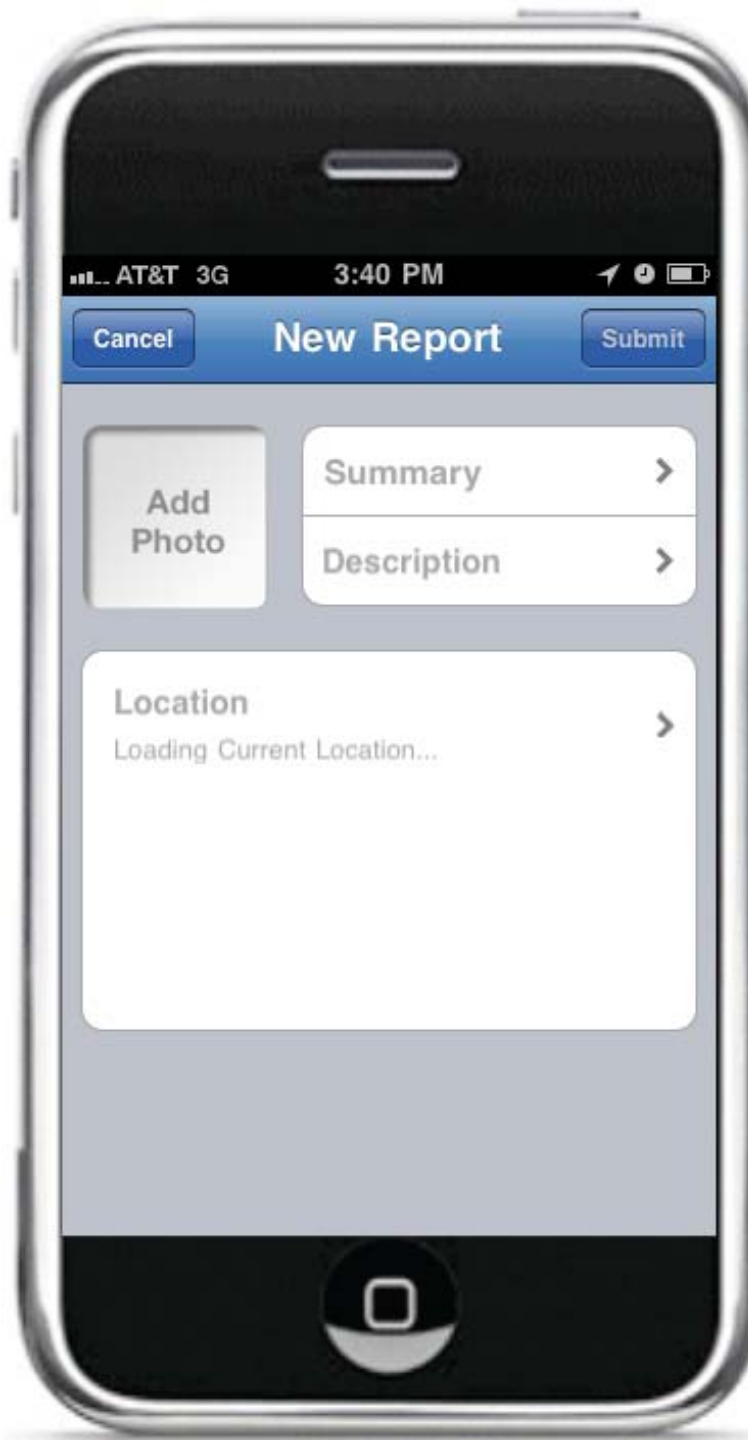 AT&T 3G 3:40 PM
Cancel New Report Submit
Add
Photo
Summary
Description
Location
Loading Current Location...